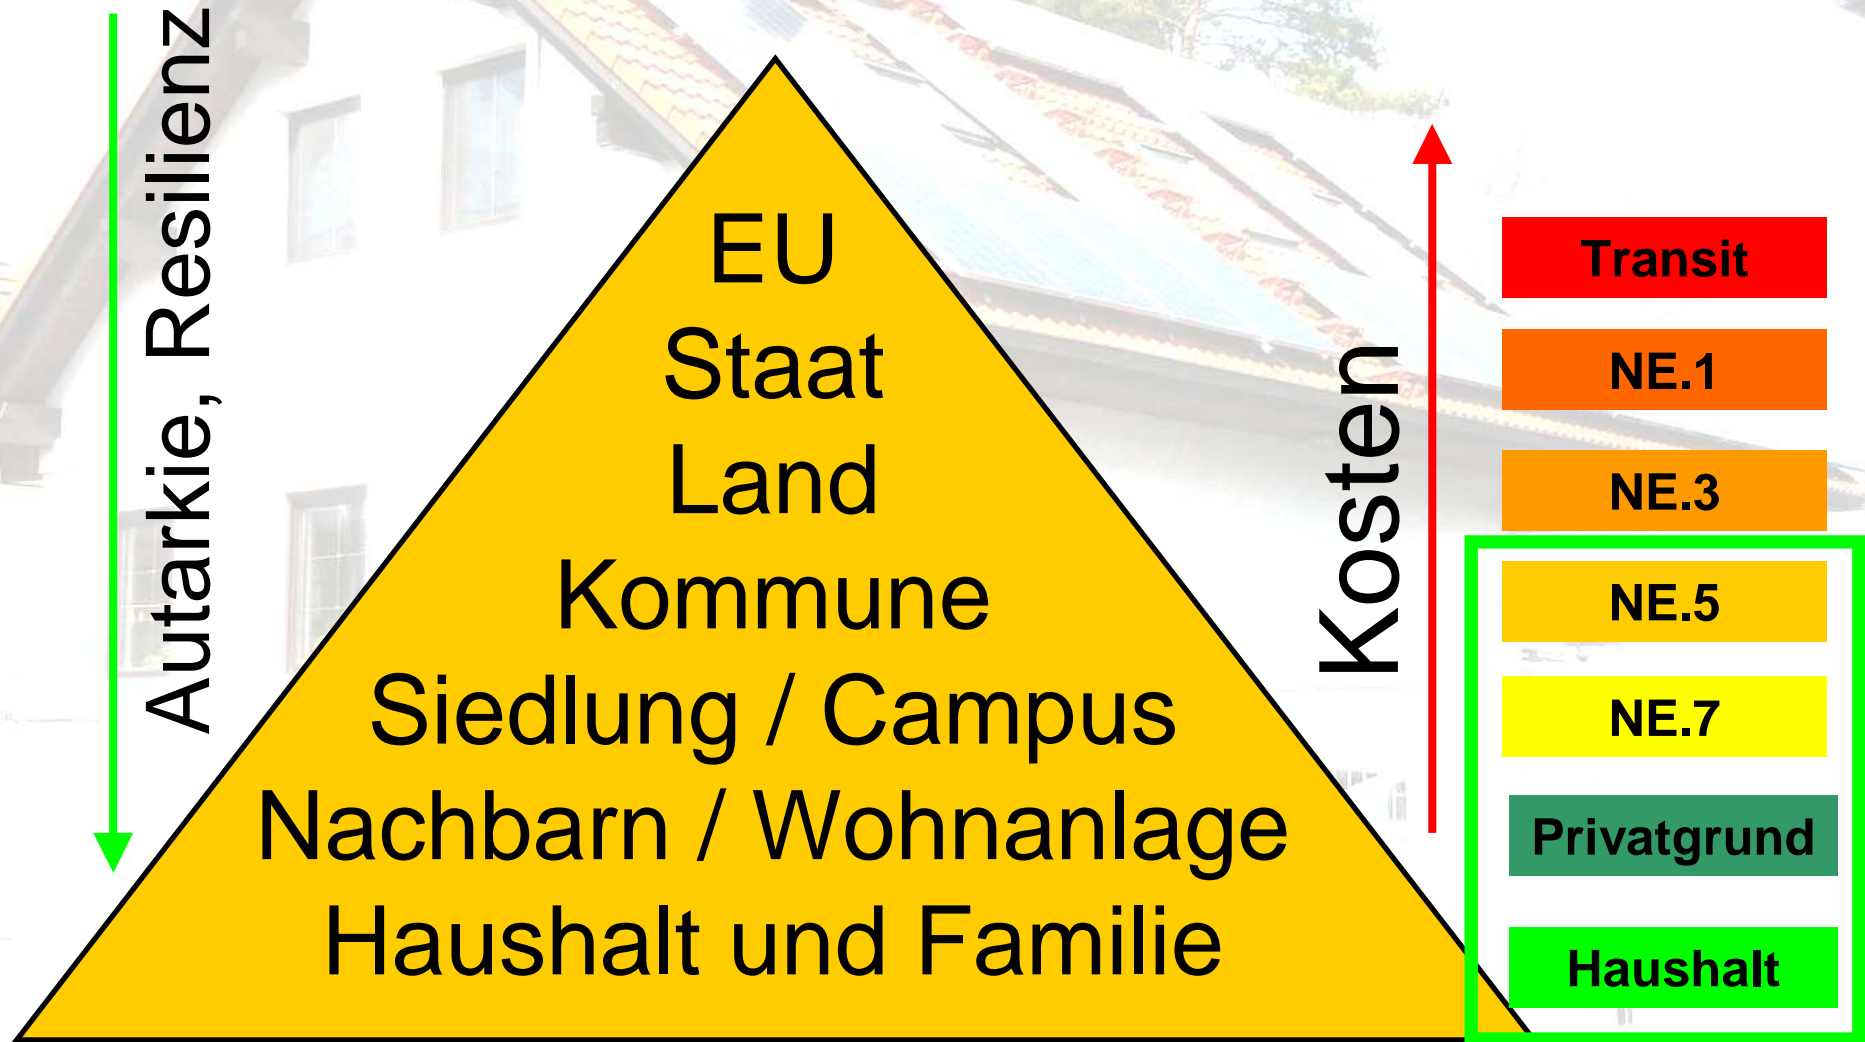 Autarkie, Resilienz
EU
Staat
Land
Kommune
Siedlung / Campus
Nachbarn / Wohnanlage
Haushalt und Familie
Kosten
Transit
NE.1
NE.3
NE.5
NE.7
Privatgrund
Haushalt